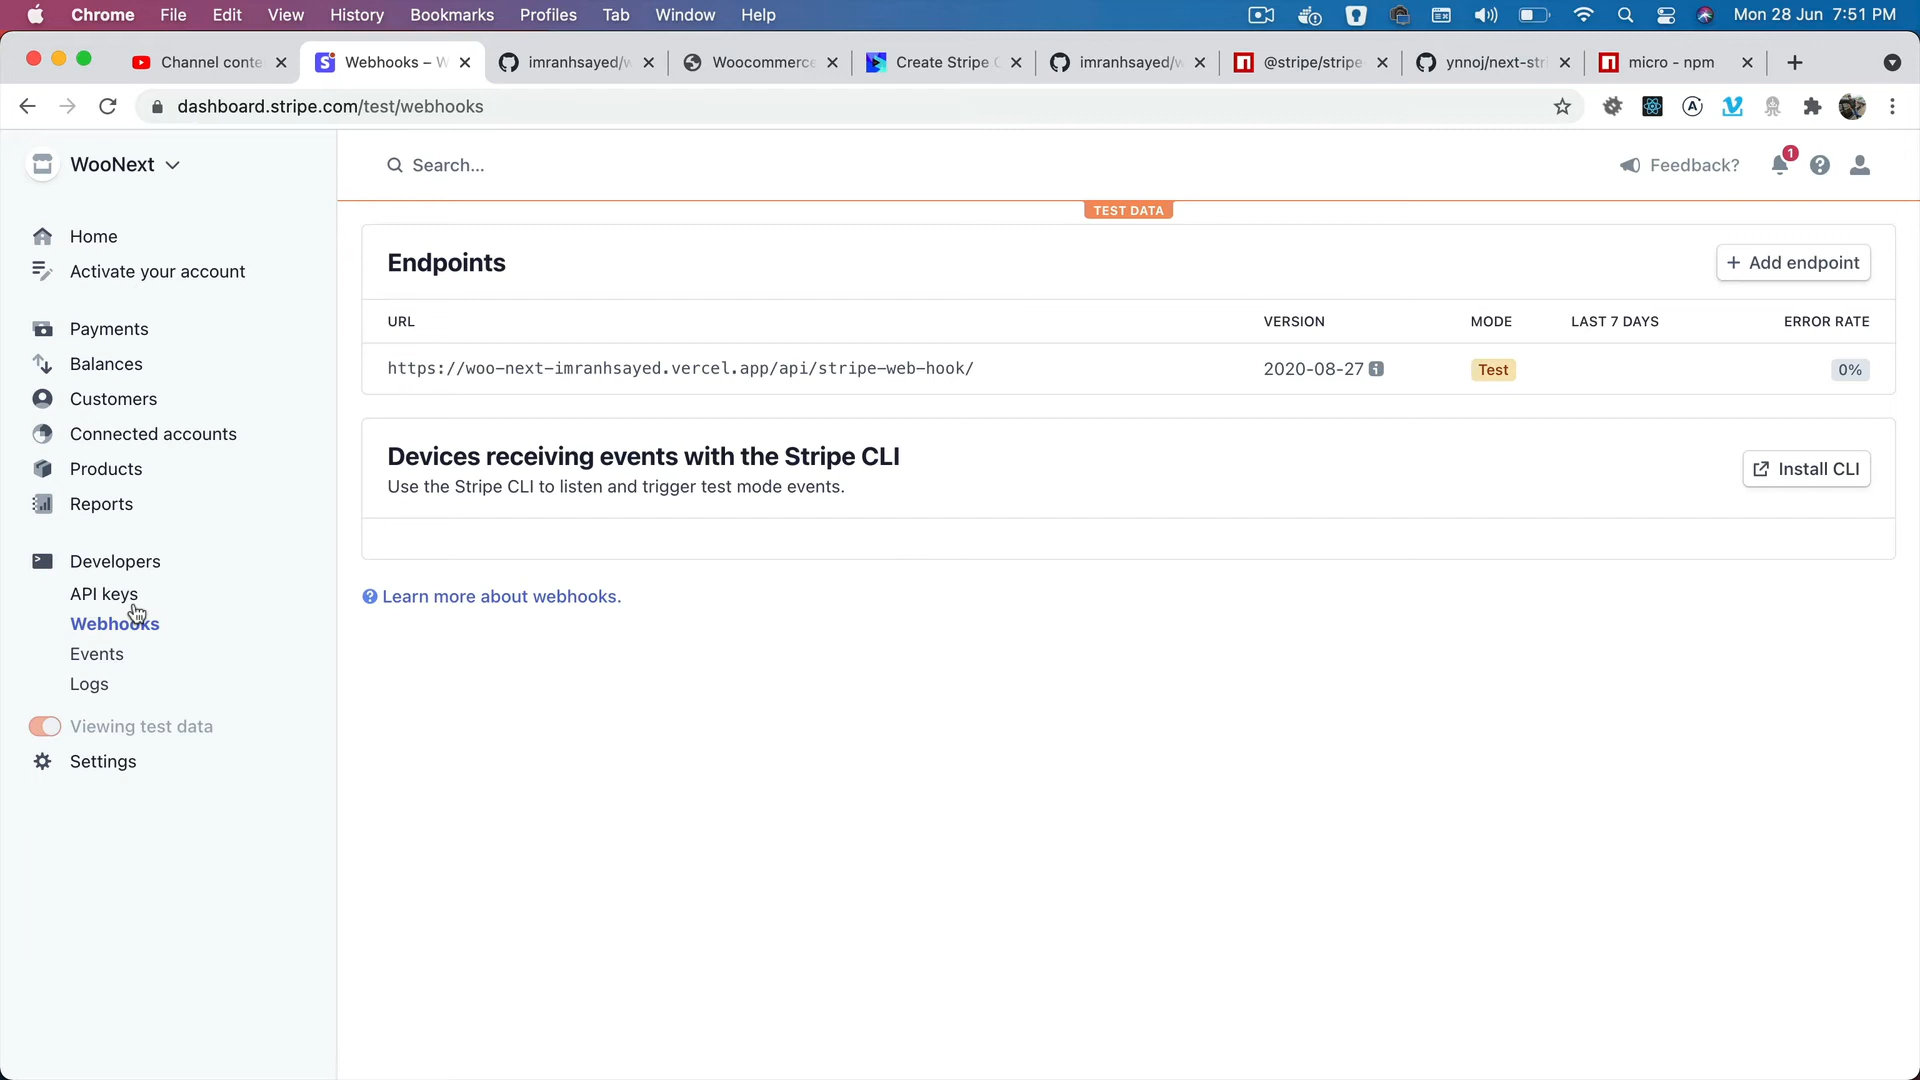 Chrome File Edit View History Bookmarks Profiles Tab Window Help Mon 28 Jun 7:51 PM
Channel conte Webhooks – W imranhsayed/w Woocommerce Create Stripe C imranhsayed/w @stripe/stripe ynnoj/next-stri micro - npm
dashboard.stripe.com/test/webhooks
WooNext
Search...
Feedback?
1
TEST DATA
Home
Activate your account
Payments
Balances
Customers
Connected accounts
Products
Reports
Developers
API keys
Webhooks
Events
Logs
Viewing test data
Settings
Endpoints
+ Add endpoint
URL VERSION MODE LAST 7 DAYS ERROR RATE
https://woo-next-imranhsayed.vercel.app/api/stripe-web-hook/ 2020-08-27 Test 0%
Devices receiving events with the Stripe CLI
Use the Stripe CLI to listen and trigger test mode events.
Install CLI
Learn more about webhooks.